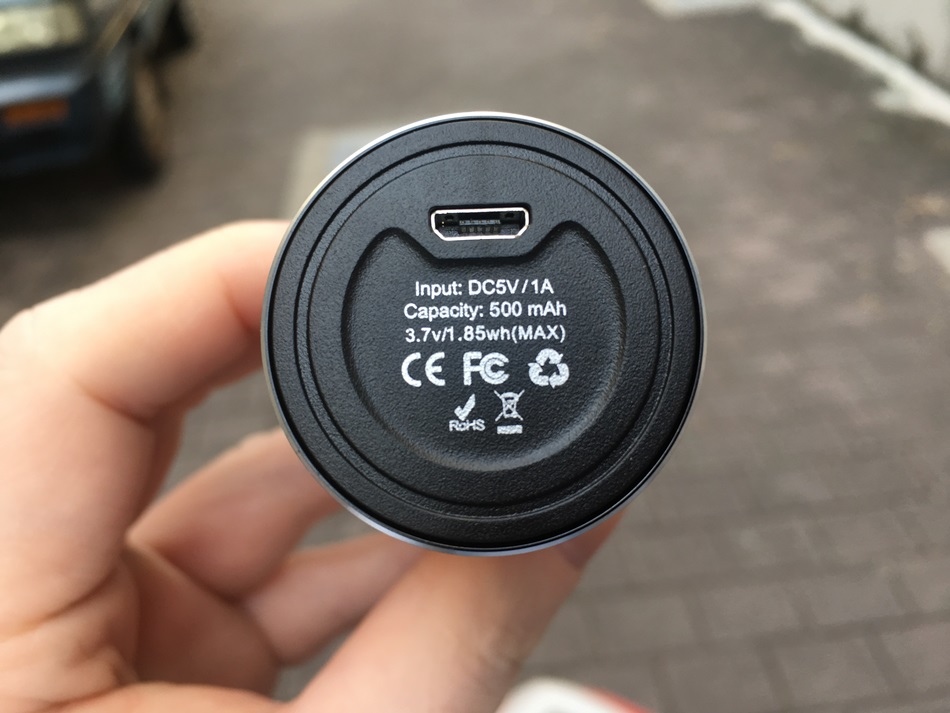 Input: DC5V/1A
Capacity: 500 mAh
3.7v/1.85wh(MAX)
CE FC
RoHS